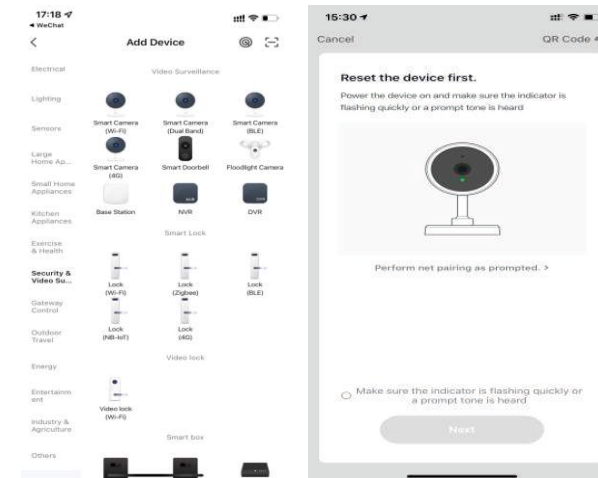 17:18
WeChat
Add Device
Electrical
Lighting
Sensors
Large
Home Ap...
Small Home
Appliances
Kitchen
Appliances
Exercise
& Health
Security &
Video Su...
Gateway
Control
Outdoor
Travel
Energy
Entertainm
ent
Industry &
Agriculture
Others
Video Surveillance
Smart Camera
(Wi-Fi)
Smart Camera
(Dual Band)
Smart Camera
(BLE)
Smart Camera
(4G)
Smart Doorbell
Floodlight Camera
Base Station
NVR
DVR
Smart Lock
Lock
(Wi-Fi)
Lock
(Zigbee)
Lock
(BLE)
Lock
(NB-IoT)
Lock
(4G)
Video lock
Video lock
(Wi-Fi)
Smart box
15:30
Cancel
QR Code
Reset the device first.
Power the device on and make sure the indicator is
flashing quickly or a prompt tone is heard
Perform net pairing as prompted. >
Make sure the indicator is flashing quickly or
a prompt tone is heard
Next